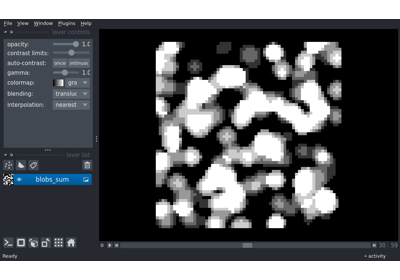 File View Window Plugins Help
layer controls
opacity: 1.0
contrast limits:
auto-contrast: once
gamma: 1.0
colormap: gra
blending: transluc
interpolation: nearest
layer list
blobs_sum
0 30 59
Ready activity